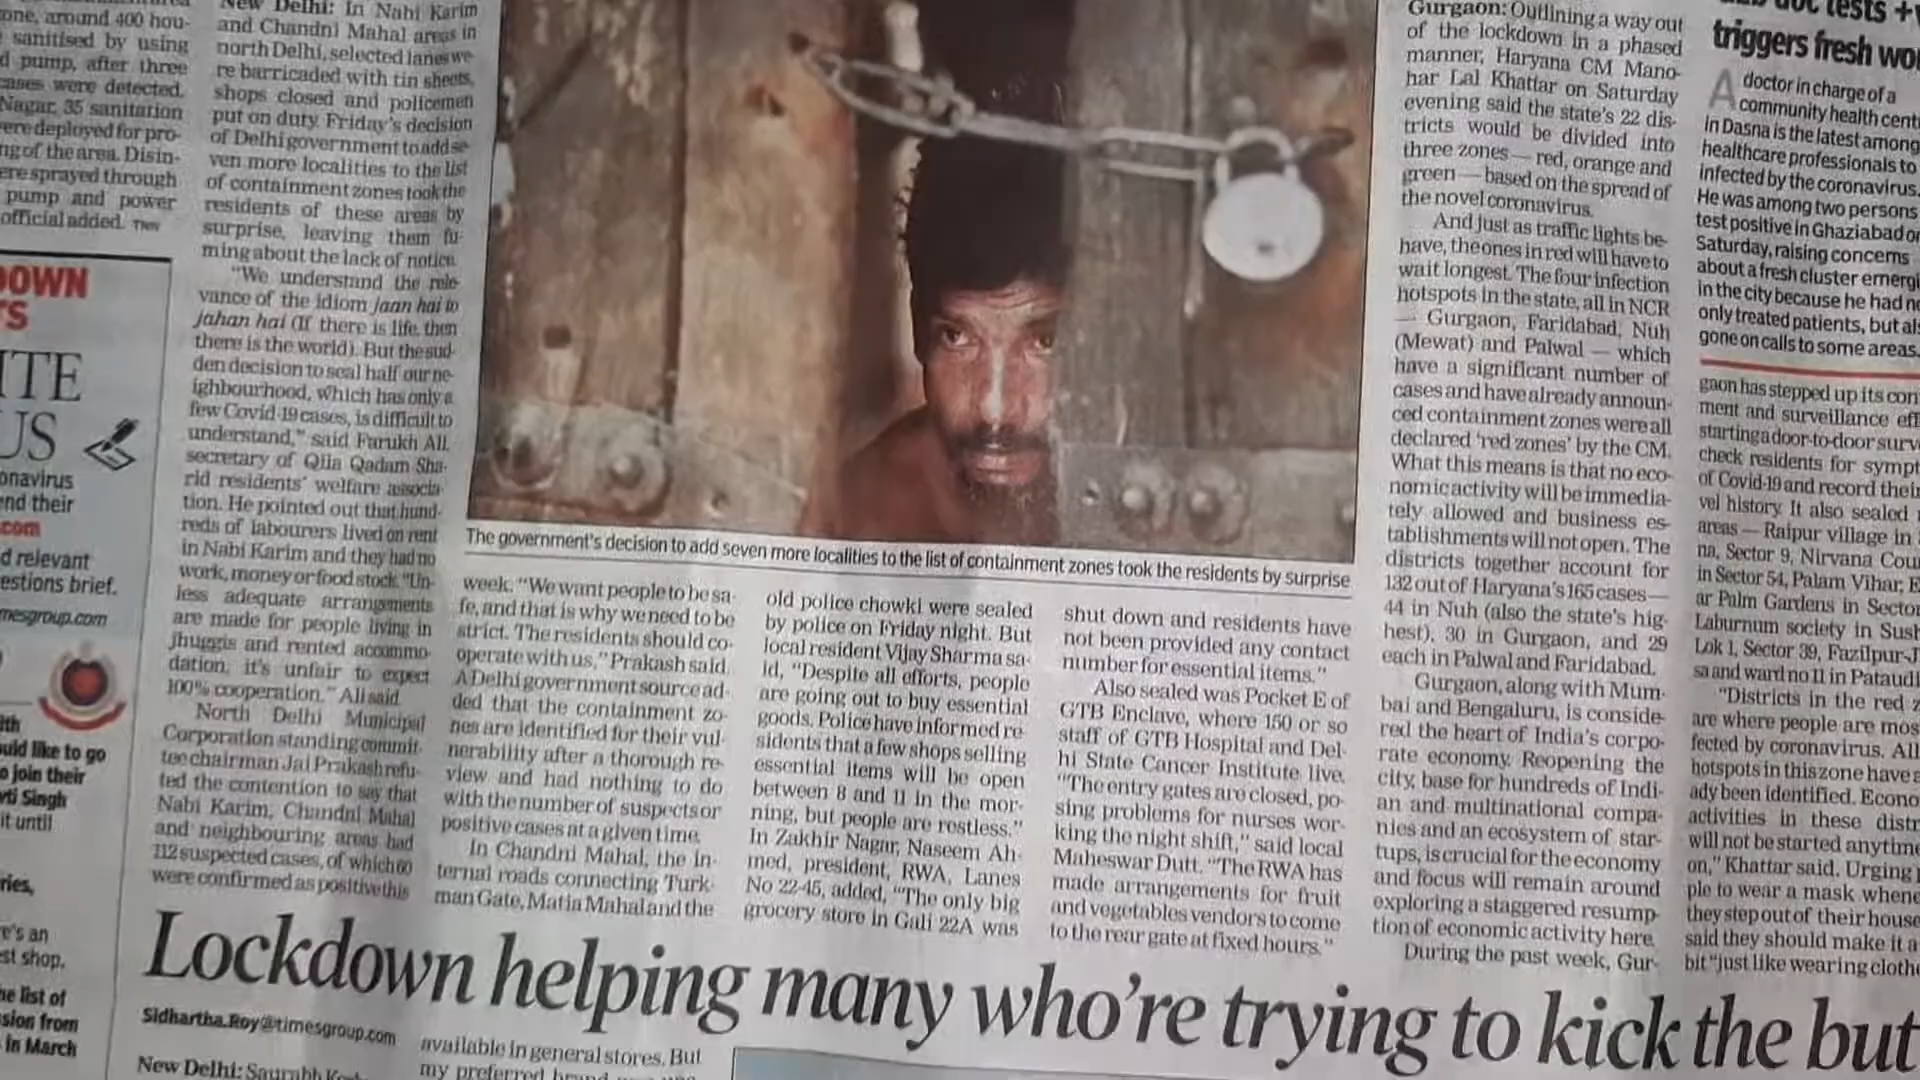 one, around 400 hou-
sanitised by using
d pump, after three
cases were detected.
Nagar, 35 sanitation
ere deployed for pro-
ng of the area. Disin-
ere sprayed through
pump and power
official added. TNN
DOWN
TS
ITE
US
onavirus
end their
.com
d relevant
estions brief.
mesgroup.com
ith
uld like to go
o join their
rti Singh
it until
ries,
e's an
est shop.
he list of
sion from
in March
New Delhi: In Nabi Karim
and Chandni Mahal areas in
north Delhi, selected lanes we-
re barricaded with tin sheets,
shops closed and policemen
put on duty. Friday's decision
of Delhi government to add se-
ven more localities to the list
of containment zones took the
residents of these areas by
surprise, leaving them fu-
ming about the lack of notice.
"We understand the rele-
vance of the idiom jaan hai to
jahan hai (If there is life, then
there is the world). But the sud-
den decision to seal half our ne-
ighbourhood, which has only a
few Covid-19 cases, is difficult to
understand," said Farukh Ali,
secretary of Qila Qadam Sha-
rid residents' welfare associa-
tion. He pointed out that hund-
reds of labourers lived on rent
in Nabi Karim and they had no
work, money or food stock. "Un-
less adequate arrangements
are made for people living in
jhuggis and rented accommo-
dation, it's unfair to expect
100% cooperation," Ali said.
North Delhi Municipal
Corporation standing commit-
tee chairman Jai Prakash refu-
ted the contention to say that
Nabi Karim, Chandni Mahal
and neighbouring areas had
112 suspected cases, of which 60
were confirmed as positive this
The government's decision to add seven more localities to the list of containment zones took the residents by surprise
week. "We want people to be sa-
fe, and that is why we need to be
strict. The residents should co-
operate with us," Prakash said.
A Delhi government source ad-
ded that the containment zo-
nes are identified for their vul-
nerability after a thorough re-
view and had nothing to do
with the number of suspects or
positive cases at a given time.
In Chandni Mahal, the in-
ternal roads connecting Turk-
man Gate, Matia Mahal and the
old police chowki were sealed
by police on Friday night. But
local resident Vijay Sharma sa-
id, "Despite all efforts, people
are going out to buy essential
goods. Police have informed re-
sidents that a few shops selling
essential items will be open
between 8 and 11 in the mor-
ning, but people are restless."
In Zakhir Nagar, Naseem Ah-
med, president, RWA, Lanes
No 22-45, added, "The only big
grocery store in Gali 22A was
shut down and residents have
not been provided any contact
number for essential items."
Also sealed was Pocket E of
GTB Enclave, where 150 or so
staff of GTB Hospital and Del-
hi State Cancer Institute live.
"The entry gates are closed, po-
sing problems for nurses wor-
king the night shift," said local
Maheswar Dutt. "The RWA has
made arrangements for fruit
and vegetables vendors to come
to the rear gate at fixed hours."
Gurgaon: Outlining a way out
of the lockdown in a phased
manner, Haryana CM Mano-
har Lal Khattar on Saturday
evening said the state's 22 dis-
tricts would be divided into
three zones — red, orange and
green — based on the spread of
the novel coronavirus.
And just as traffic lights be-
have, the ones in red will have to
wait longest. The four infection
hotspots in the state, all in NCR
— Gurgaon, Faridabad, Nuh
(Mewat) and Palwal — which
have a significant number of
cases and have already announ-
ced containment zones were all
declared 'red zones' by the CM.
What this means is that no eco-
nomic activity will be immedia-
tely allowed and business es-
tablishments will not open. The
districts together account for
132 out of Haryana's 165 cases —
44 in Nuh (also the state's hig-
hest), 30 in Gurgaon, and 29
each in Palwal and Faridabad.
Gurgaon, along with Mum-
bai and Bengaluru, is conside-
red the heart of India's corpo-
rate economy. Reopening the
city, base for hundreds of Indi-
an and multinational compa-
nies and an ecosystem of star-
tups, is crucial for the economy
and focus will remain around
exploring a staggered resump-
tion of economic activity here.
During the past week, Gur-
doc tests +v
triggers fresh wor
A doctor in charge of a
community health cent
in Dasna is the latest among
healthcare professionals to
infected by the coronavirus.
He was among two persons
test positive in Ghaziabad on
Saturday, raising concerns
about a fresh cluster emergi
in the city because he had no
only treated patients, but als
gone on calls to some areas.
gaon has stepped up its con
ment and surveillance eff
starting a door-to-door surv
check residents for sympt
of Covid-19 and record their
vel history. It also sealed
areas — Raipur village in
na, Sector 9, Nirvana Cou
in Sector 54, Palam Vihar, E
ar Palm Gardens in Sector
Laburnum society in Sush
Lok 1, Sector 39, Fazilpur-J
sa and ward no 11 in Pataudi
"Districts in the red z
are where people are mos
fected by coronavirus. All
hotspots in this zone have a
ady been identified. Econo
activities in these distr
will not be started anytime
on," Khattar said. Urging
ple to wear a mask whene
they step out of their house
said they should make it a
bit "just like wearing clothe
Lockdown helping many who're trying to kick the but
Sidhartha.Roy@timesgroup.com
New Delhi: Saurabh
available in general stores. But
my preferred brand